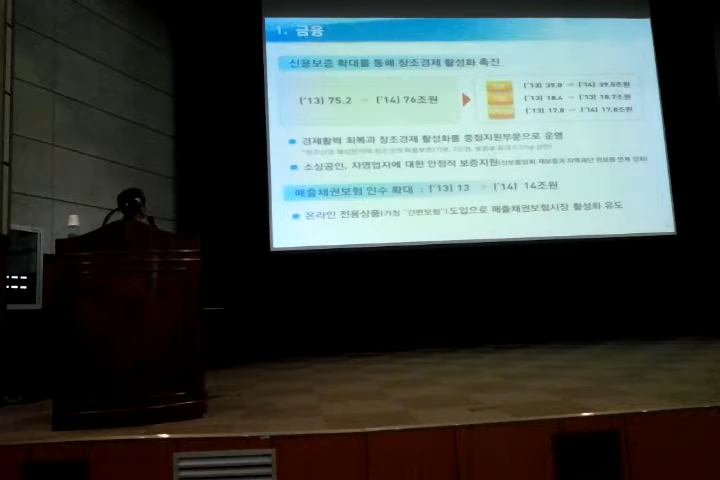 1. 금융
신용보증 확대를 통해 창조경제 활성화 촉진
('13) 75.2 → ('14) 76조원
('13) 39.0 → ('14) 39.5조원
('13) 18.4 → ('14) 18.7조원
('13) 17.8 → ('14) 17.8조원
경제활력 회복과 창조경제 활성화를 중점지원부문으로 운영
소상공인, 자영업자에 대한 안정적 보증지원
매출채권보험 인수 확대 : ('13) 13 → ('14) 14조원
온라인 전용상품(가칭 "간편보험")도입으로 매출채권보험시장 활성화 유도